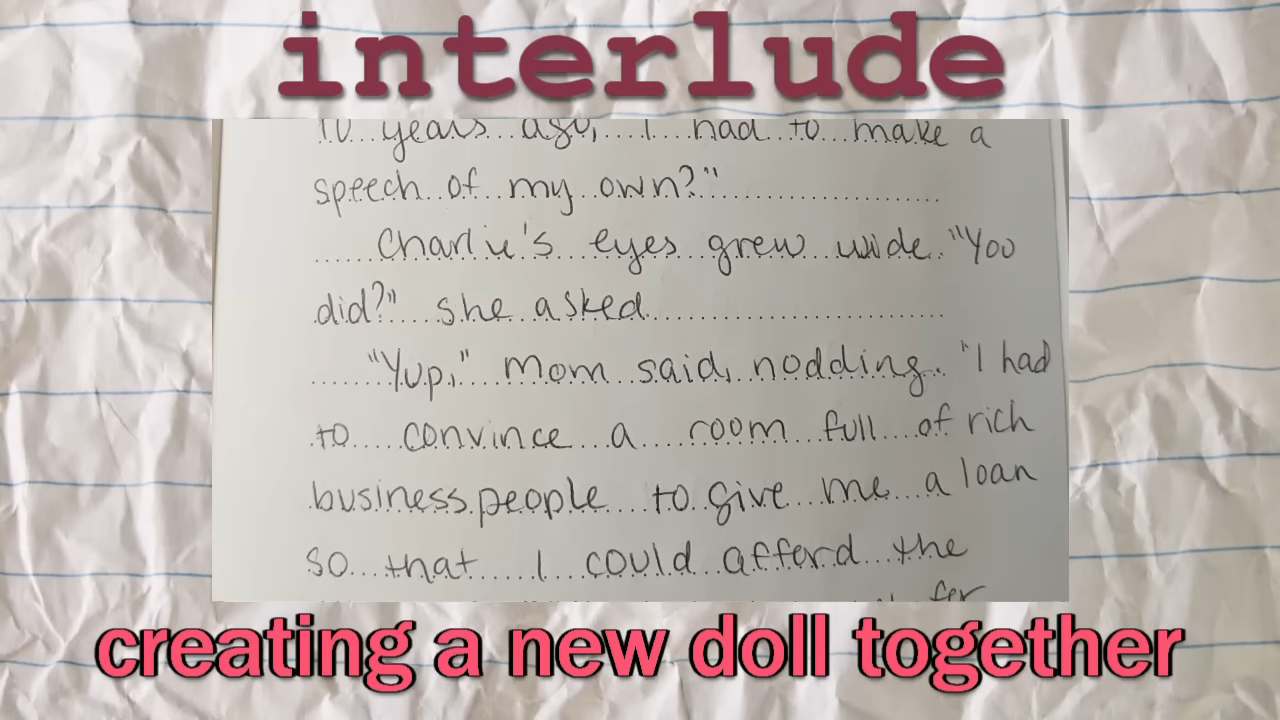 interlude
10 years ago, I had to make a
speech of my own?"
Charlie's eyes grew wide. "You
did?" she asked.
"Yup," Mom said, nodding. "I had
to convince a room full of rich
businesspeople to give me a loan
so that I could afford the
for
creating a new doll together